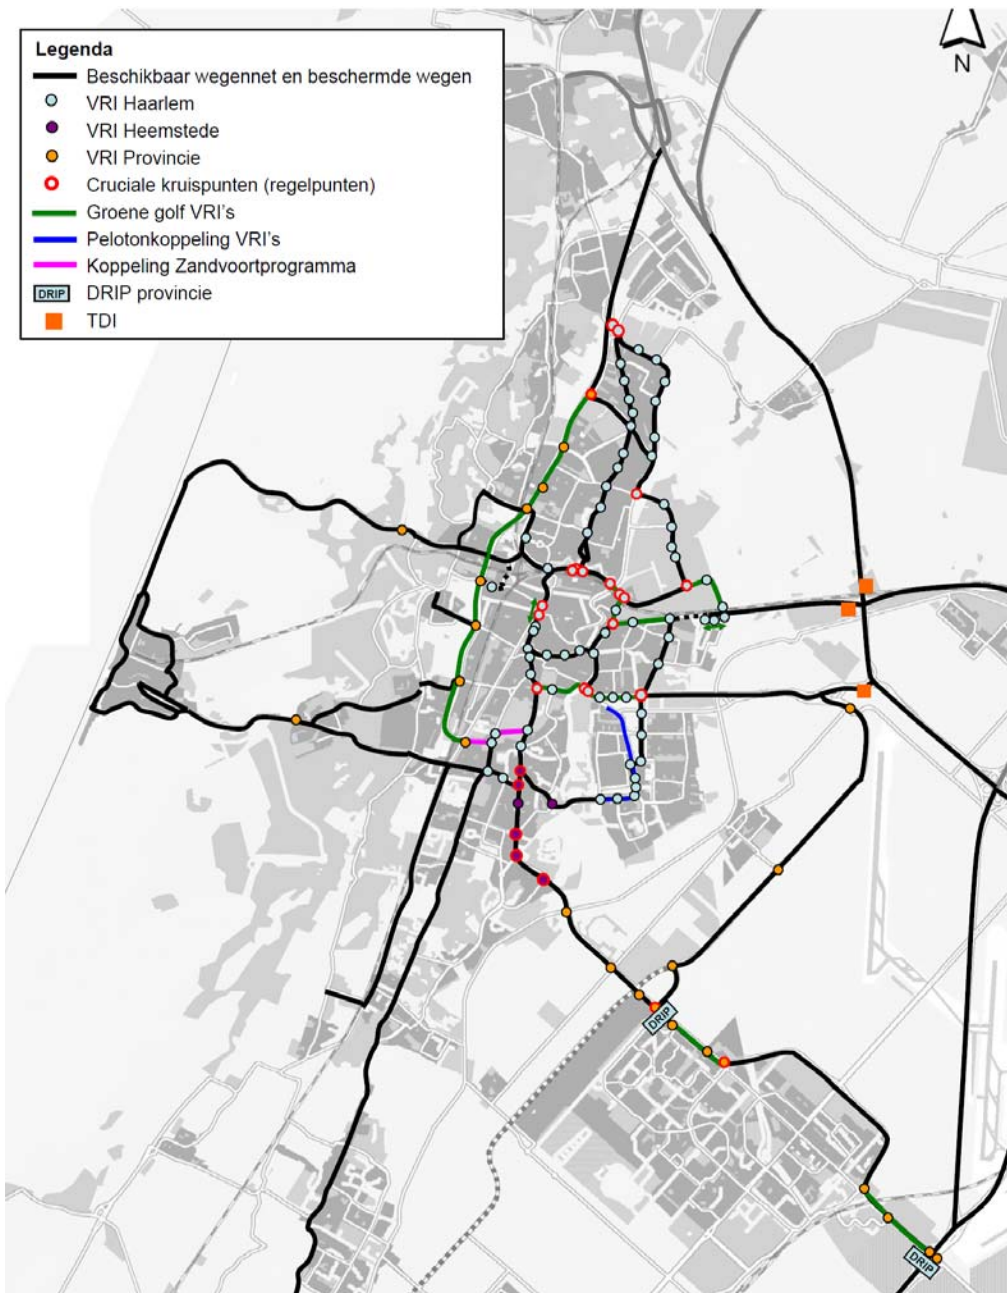 Legenda
Beschikbaar wegennet en beschermde wegen
VRI Haarlem
VRI Heemstede
VRI Provincie
Cruciale kruispunten (regelpunten)
Groene golf VRI's
Pelotonkoppeling VRI's
Koppeling Zandvoortprogramma
DRIP DRIP provincie
TDI
N
DRIP
DRIP